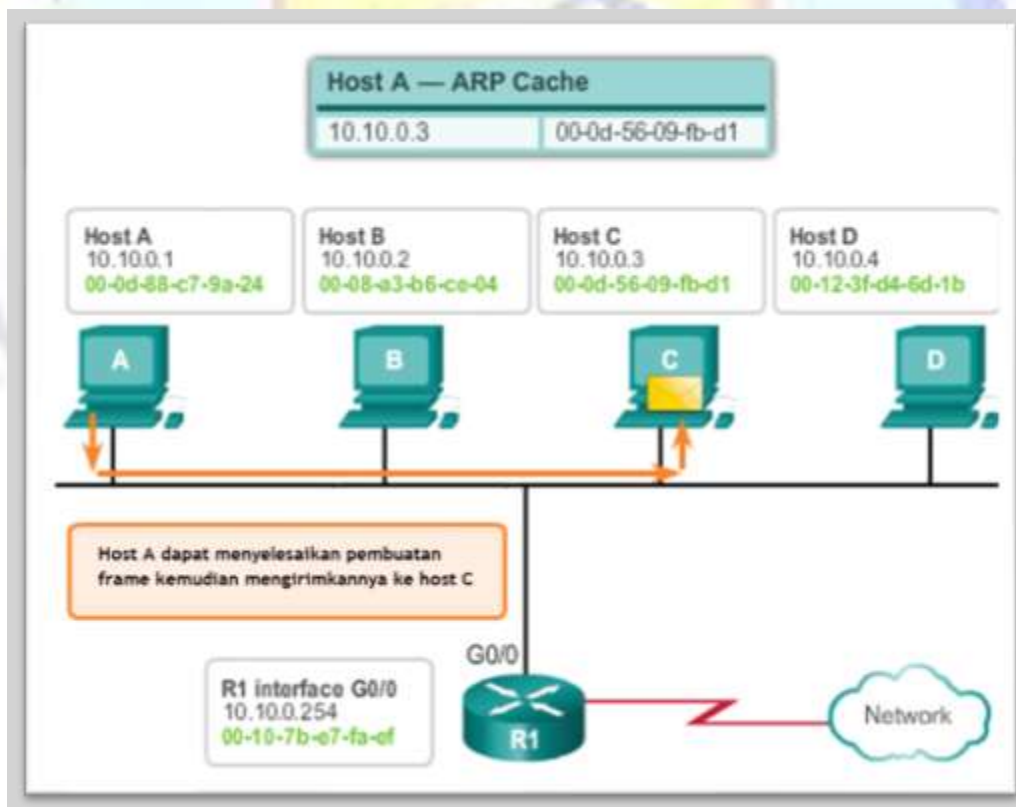 Host A — ARP Cache
10.10.0.3 00-0d-56-09-fb-d1
Host A
10.10.0.1
00-0d-88-c7-9a-24
Host B
10.10.0.2
00-08-a3-b6-ce-04
Host C
10.10.0.3
00-0d-56-09-fb-d1
Host D
10.10.0.4
00-12-3f-d4-6d-1b
A
B
C
D
Host A dapat menyelesaikan pembuatan
frame kemudian mengirimkannya ke host C
G0/0
R1 interface G0/0
10.10.0.254
00-10-7b-e7-fa-ef
R1
Network